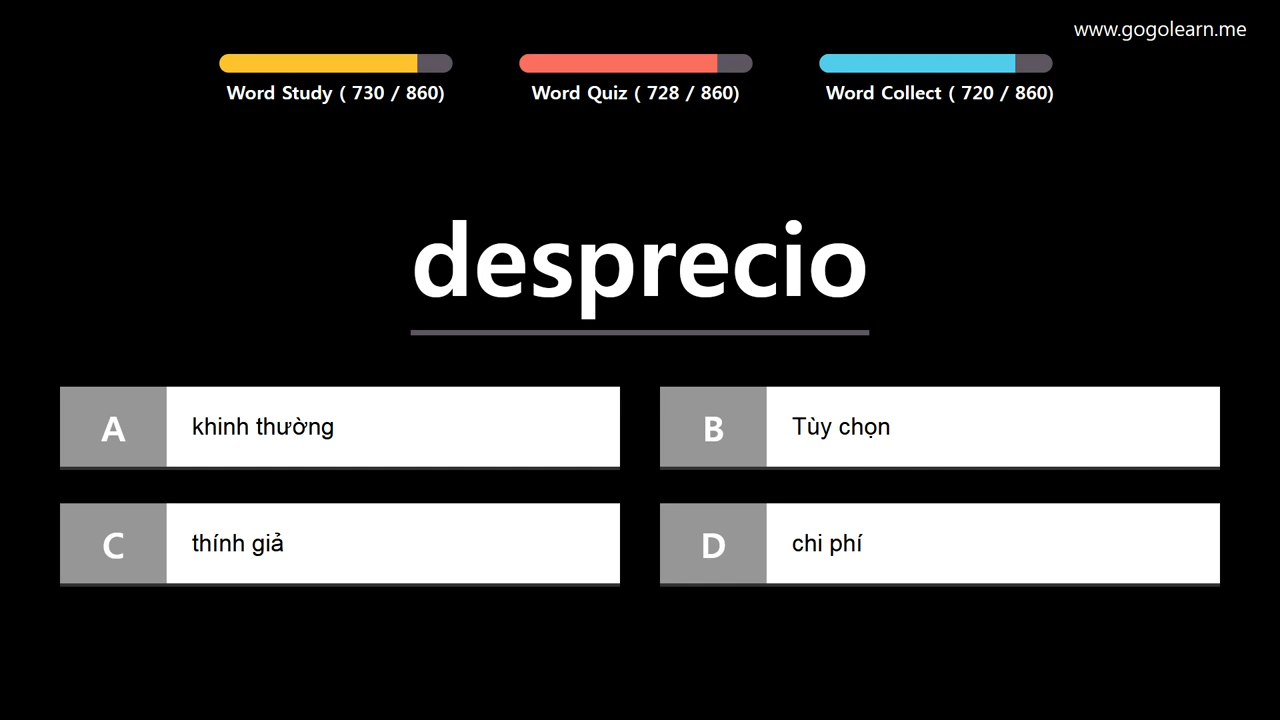 www.gogolearn.me
Word Study ( 730 / 860)
Word Quiz ( 728 / 860)
Word Collect ( 720 / 860)
desprecio
A khinh thường
B Tùy chọn
C thính giả
D chi phí